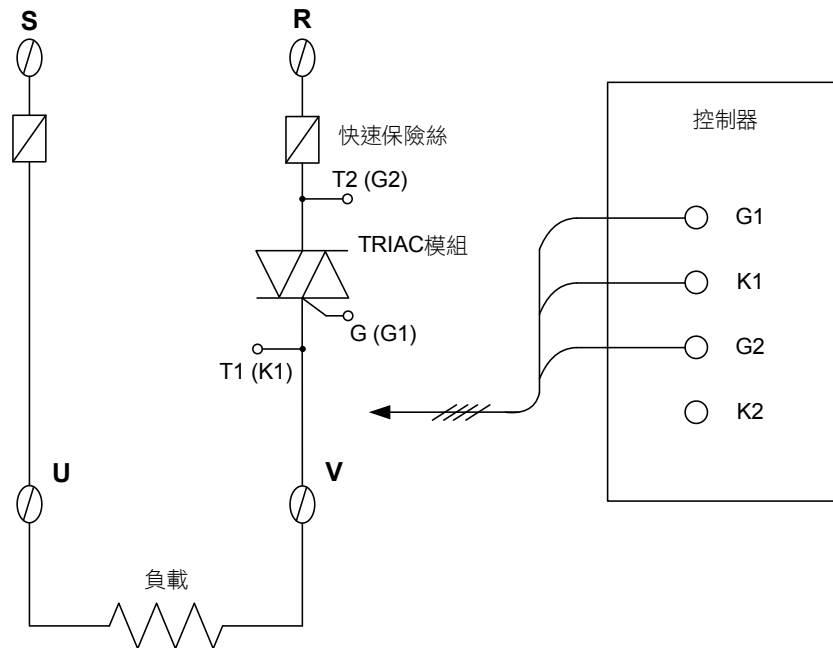 S
R
控制器
快速保險絲
T2 (G2)
G1
TRIAC模組
K1
G (G1)
G2
T1 (K1)
K2
U
V
負載